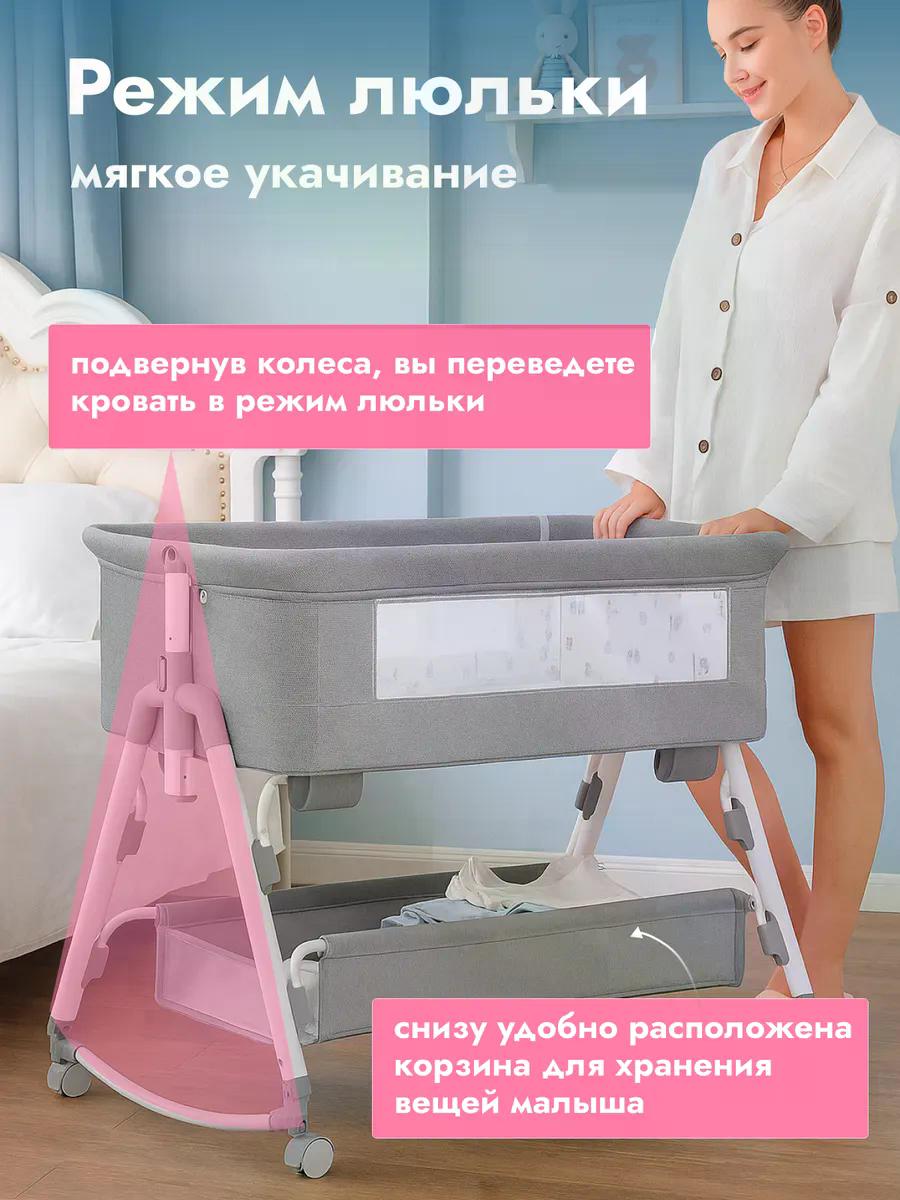 Режим люльки
мягкое укачивание
подвернув колеса, вы переведете
кровать в режим люльки
снизу удобно расположена
корзина для хранения
вещей малыша